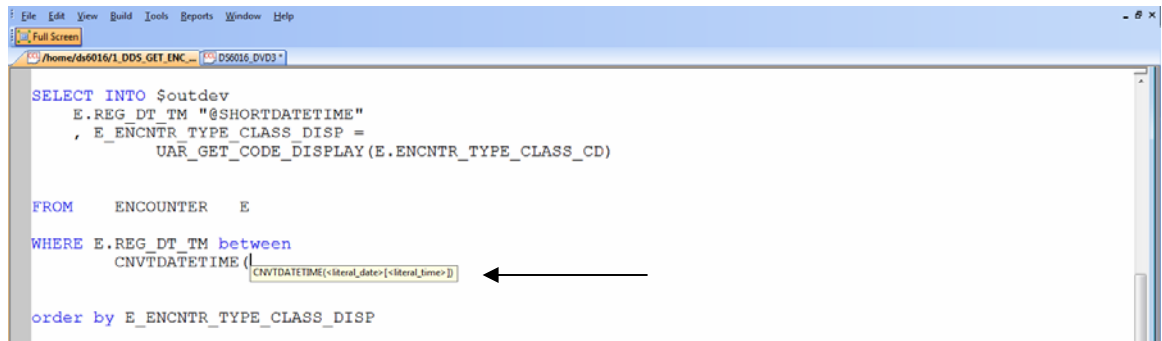 File Edit View Build Tools Reports Window Help
Full Screen
/home/ds6016/1_DDS_GET_ENC_... DS6016_DVD3 *
SELECT INTO $outdev
E.REG_DT_TM "@SHORTDATETIME"
, E_ENCNTR_TYPE_CLASS_DISP =
UAR_GET_CODE_DISPLAY(E.ENCNTR_TYPE_CLASS_CD)
FROM ENCOUNTER E
WHERE E.REG_DT_TM between
CNVTDATETIME(
CNVTDATETIME(<literal_date>[<literal_time>])
order by E_ENCNTR_TYPE_CLASS_DISP